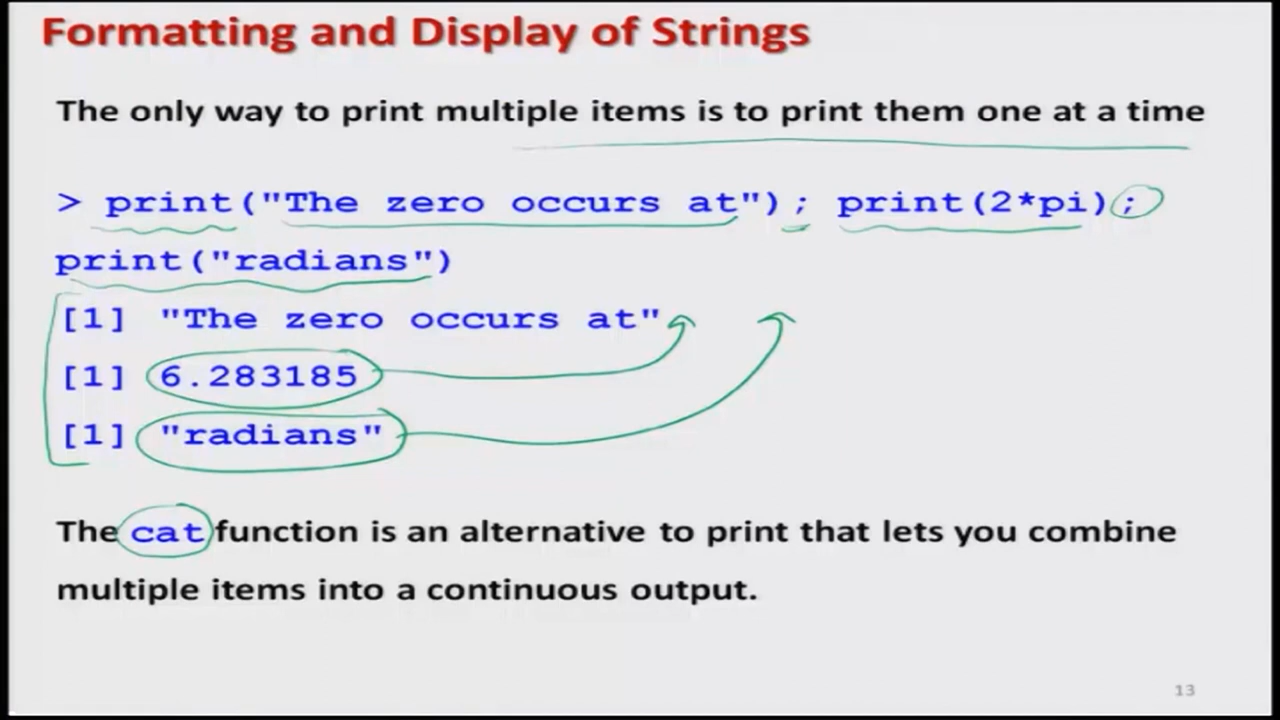 Formatting and Display of Strings
The only way to print multiple items is to print them one at a time
> print("The zero occurs at") ; print(2*pi) ;
print("radians")
[1] "The zero occurs at"
[1] 6.283185
[1] "radians"
The cat function is an alternative to print that lets you combine
multiple items into a continuous output.
13